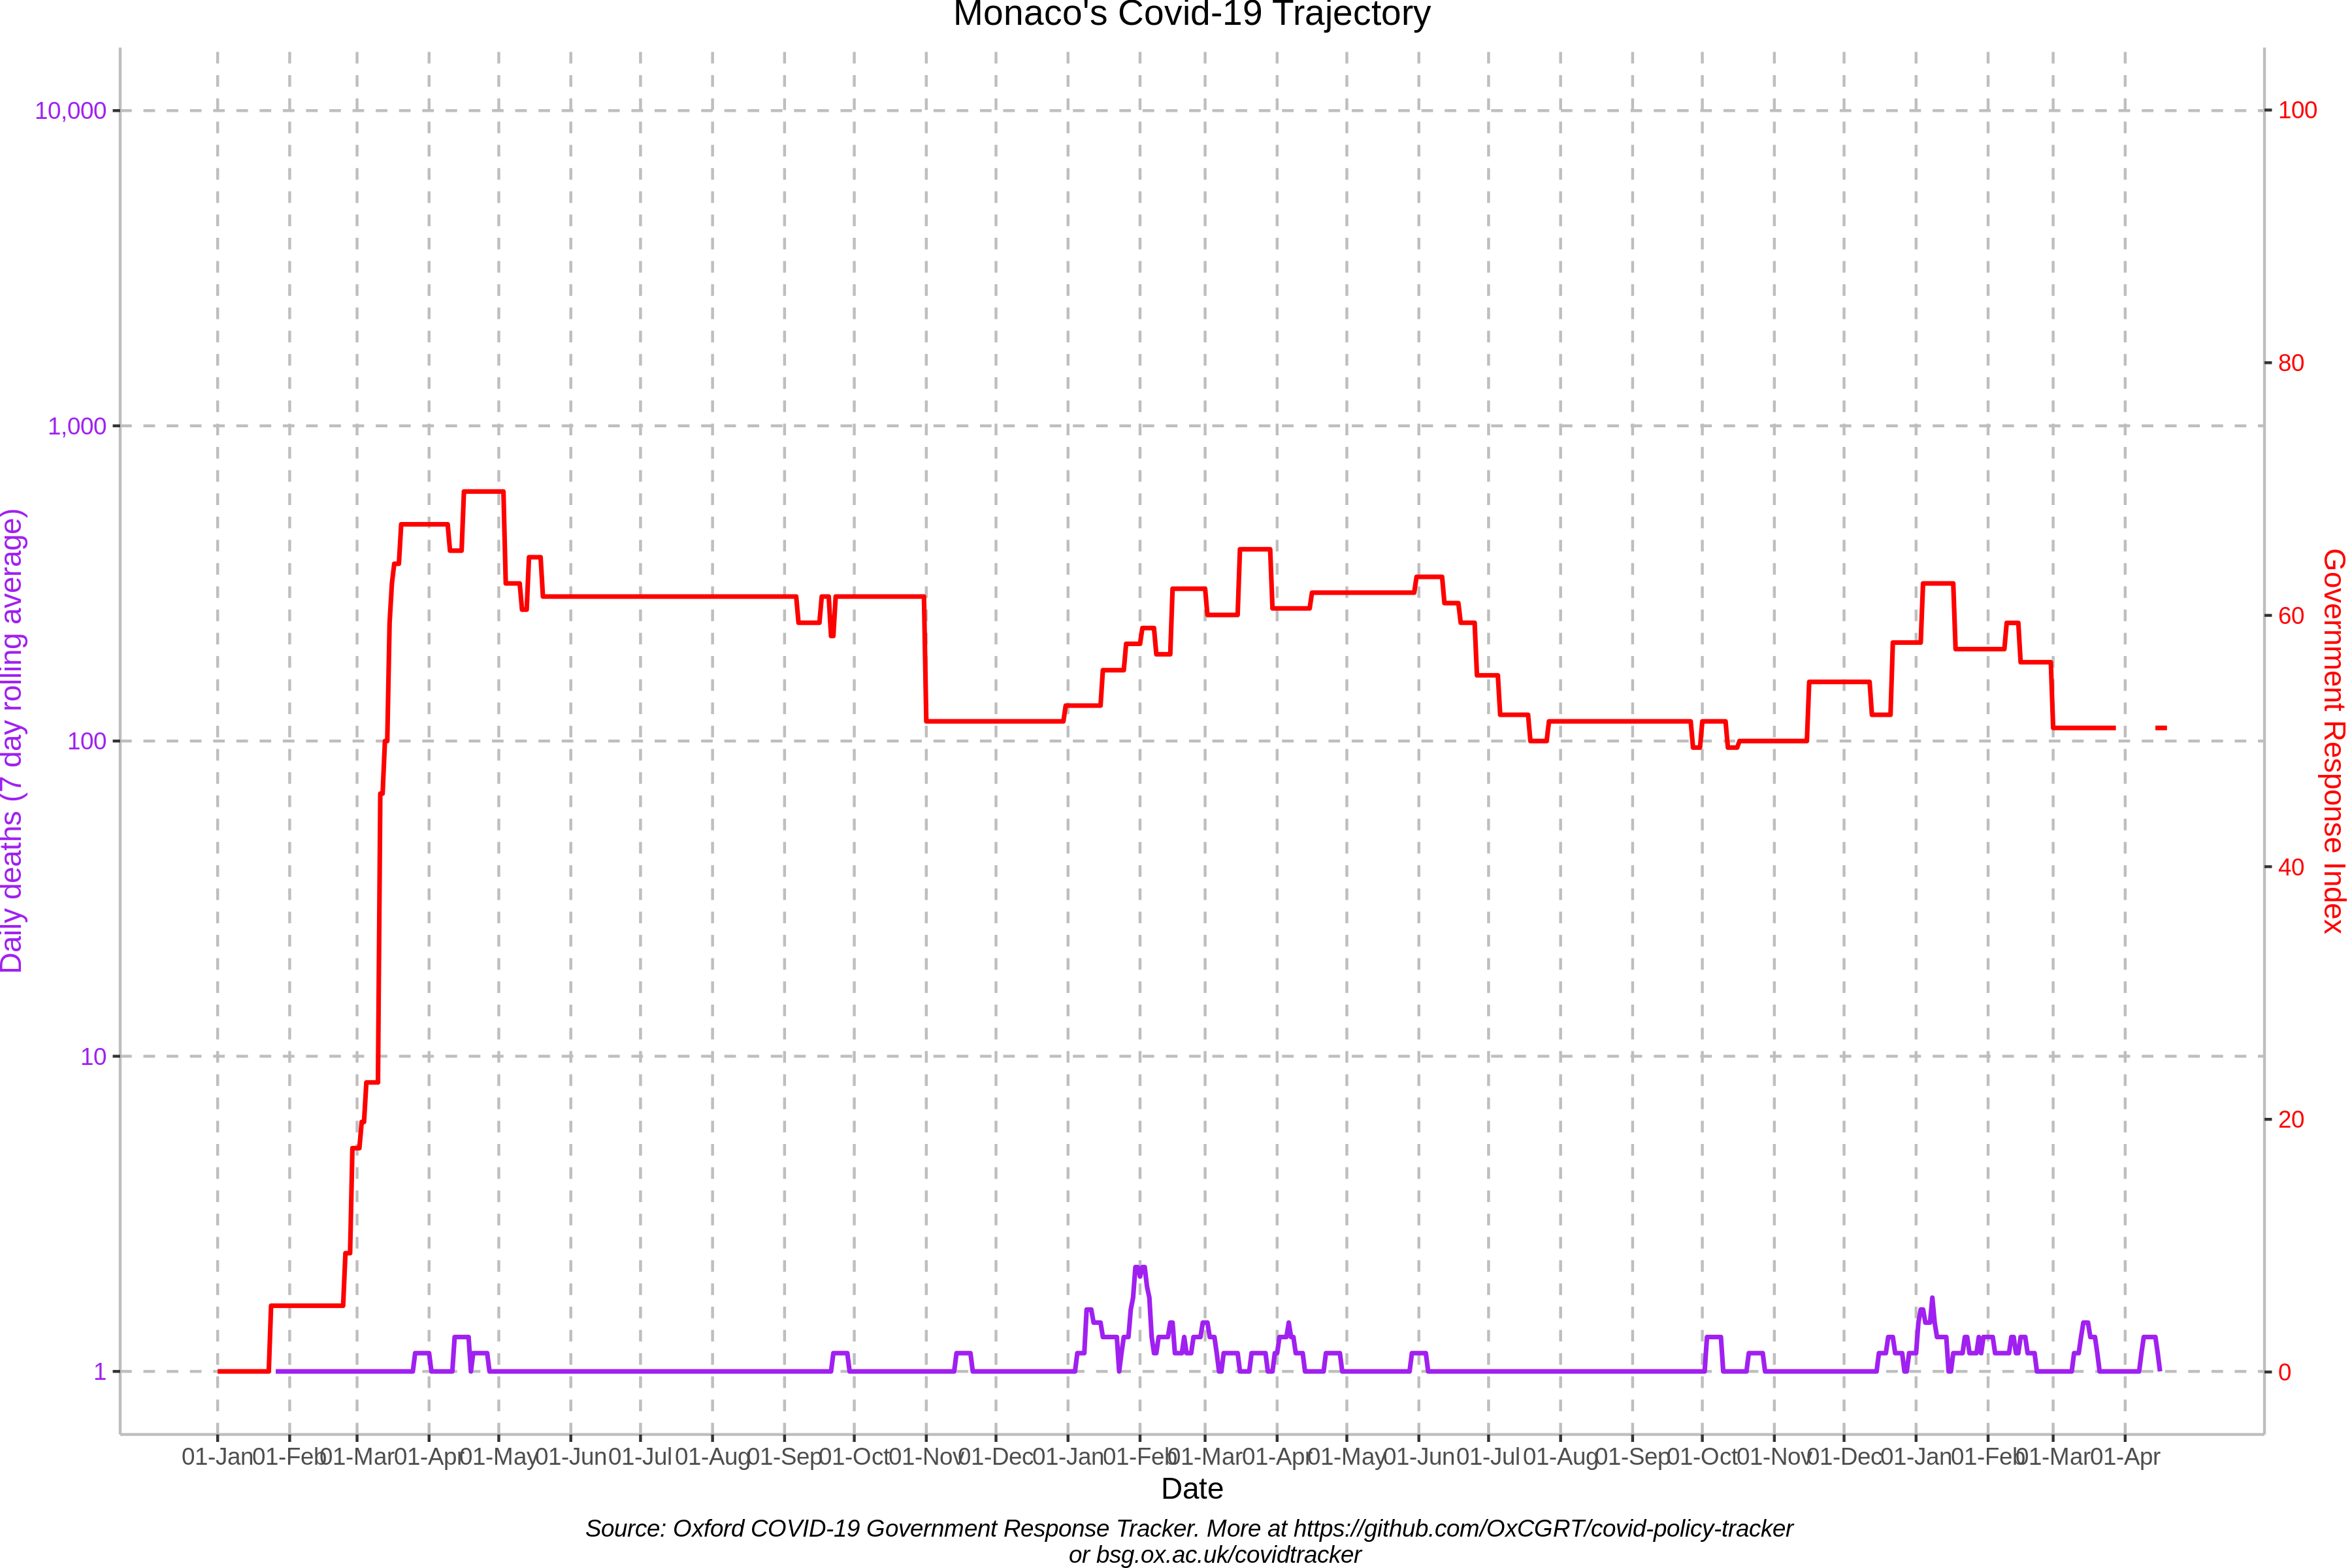 Monaco's Covid-19 Trajectory
10,000
1,000
100
10
1
Daily deaths (7 day rolling average)
100
80
60
40
20
0
Government Response Index
01-Jan 01-Feb 01-Mar 01-Apr 01-May 01-Jun 01-Jul 01-Aug 01-Sep 01-Oct 01-Nov 01-Dec 01-Jan 01-Feb 01-Mar 01-Apr 01-May 01-Jun 01-Jul 01-Aug 01-Sep 01-Oct 01-Nov 01-Dec 01-Jan 01-Feb 01-Mar 01-Apr
Date
Source: Oxford COVID-19 Government Response Tracker. More at https://github.com/OxCGRT/covid-policy-tracker
or bsg.ox.ac.uk/covidtracker